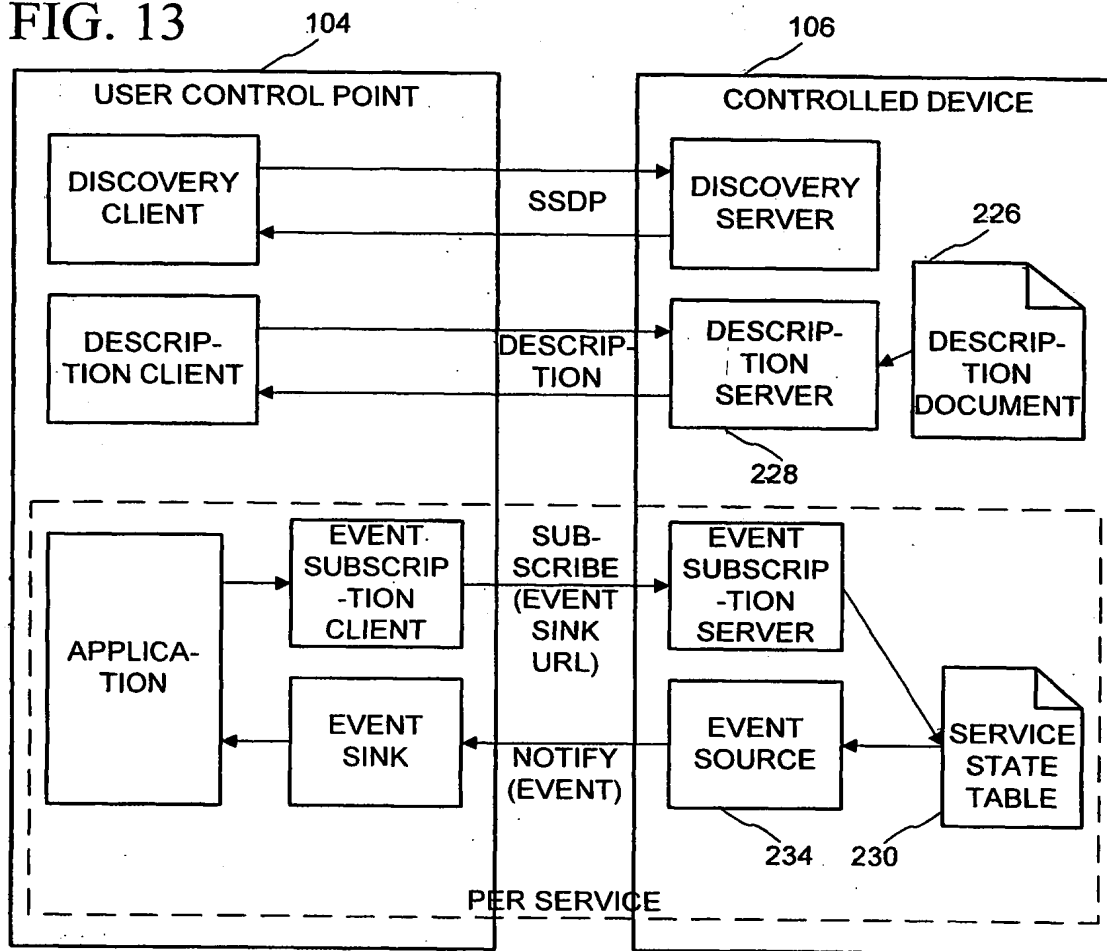 FIG. 13
104
106
USER CONTROL POINT
CONTROLLED DEVICE
DISCOVERY
CLIENT
SSDP
DISCOVERY
SERVER
226
DESCRIP-
TION CLIENT
DESCRIP-
TION
DESCRIP-
TION
SERVER
228
DESCRIP-
TION
DOCUMENT
APPLICA-
TION
EVENT
SUBSCRIP
-TION
CLIENT
SUB-
SCRIBE
(EVENT
SINK
URL)
EVENT
SUBSCRIP
-TION
SERVER
EVENT
SINK
NOTIFY
(EVENT)
EVENT
SOURCE
234
SERVICE
STATE
TABLE
230
PER SERVICE